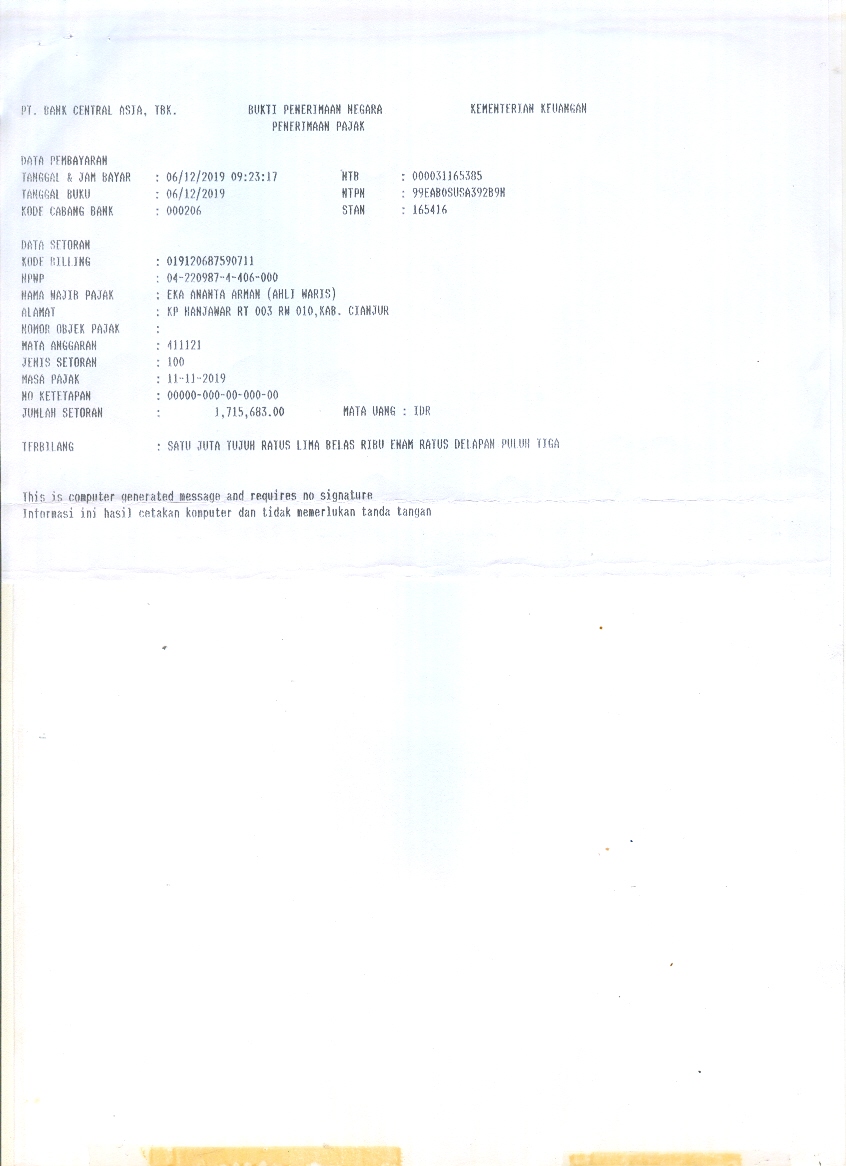 PT. BANK CENTRAL ASIA, TBK. BUKTI PENERIMAAN NEGARA KEMENTERIAN KEUANGAN
PENERIMAAN PAJAK
DATA PEMBAYARAN
TANGGAL & JAM BAYAR : 06/12/2019 09:23:17 NTB : 000031165385
TANGGAL BUKU : 06/12/2019 NTPN : 99EAB0SUSA392B9N
KODE CABANG BANK : 000206 STAN : 165416
DATA SETORAN
KODE BILLING : 019120687590711
NPWP : 04-220987-4-406-000
NAMA WAJIB PAJAK : EKA ANANTA ARMAN (AHLI WARIS)
ALAMAT : KP HANJAWAR RT 003 RW 010,KAB. CIANJUR
NOMOR OBJEK PAJAK :
MATA ANGGARAN : 411121
JENIS SETORAN : 100
MASA PAJAK : 11-11-2019
NO KETETAPAN : 00000-000-00-000-00
JUMLAH SETORAN : 1,715,683.00 MATA UANG : IDR
TERBILANG : SATU JUTA TUJUH RATUS LIMA BELAS RIBU ENAM RATUS DELAPAN PULUH TIGA
This is computer generated message and requires no signature
Informasi ini hasil cetakan komputer dan tidak memerlukan tanda tangan